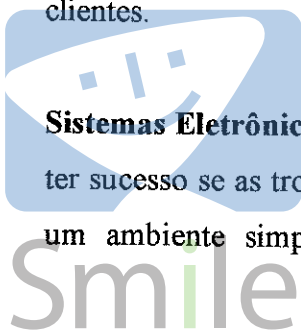 clientes.
Sistemas Eletrônic
ter sucesso se as tro
um ambiente simp
Smile